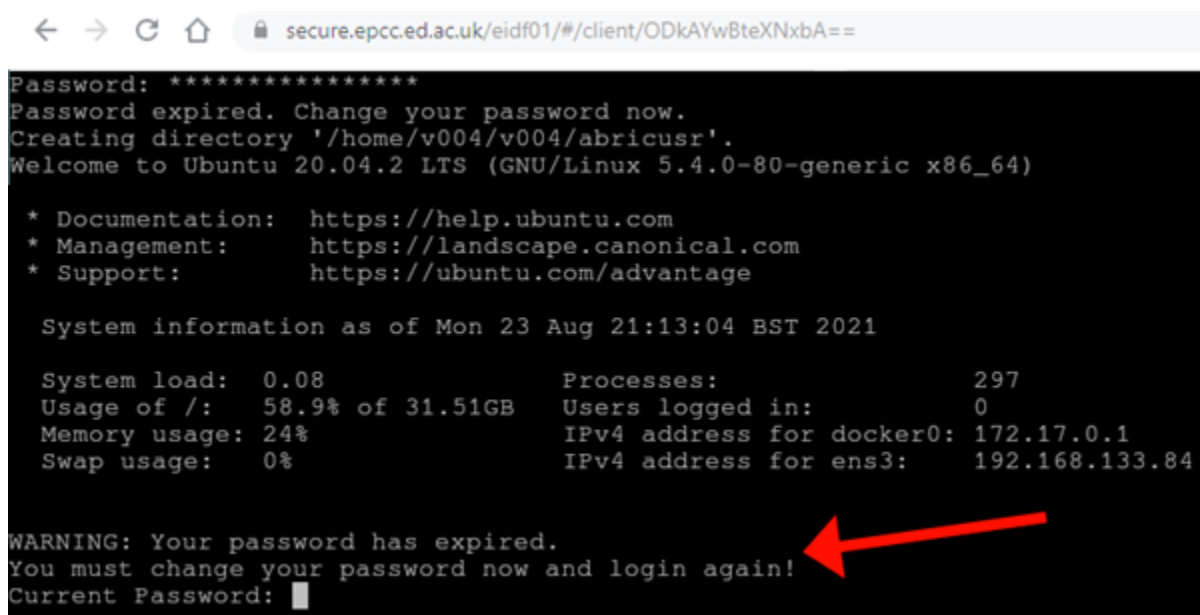 secure.epcc.ed.ac.uk/eidf01/#/client/ODkAYwBteXNxbA==
Password: ****************
Password expired. Change your password now.
Creating directory '/home/v004/v004/abricusr'.
Welcome to Ubuntu 20.04.2 LTS (GNU/Linux 5.4.0-80-generic x86_64)
* Documentation: https://help.ubuntu.com
* Management: https://landscape.canonical.com
* Support: https://ubuntu.com/advantage
System information as of Mon 23 Aug 21:13:04 BST 2021
System load: 0.08 Processes: 297
Usage of /: 58.9% of 31.51GB Users logged in: 0
Memory usage: 24% IPv4 address for docker0: 172.17.0.1
Swap usage: 0% IPv4 address for ens3: 192.168.133.84
WARNING: Your password has expired.
You must change your password now and login again!
Current Password: